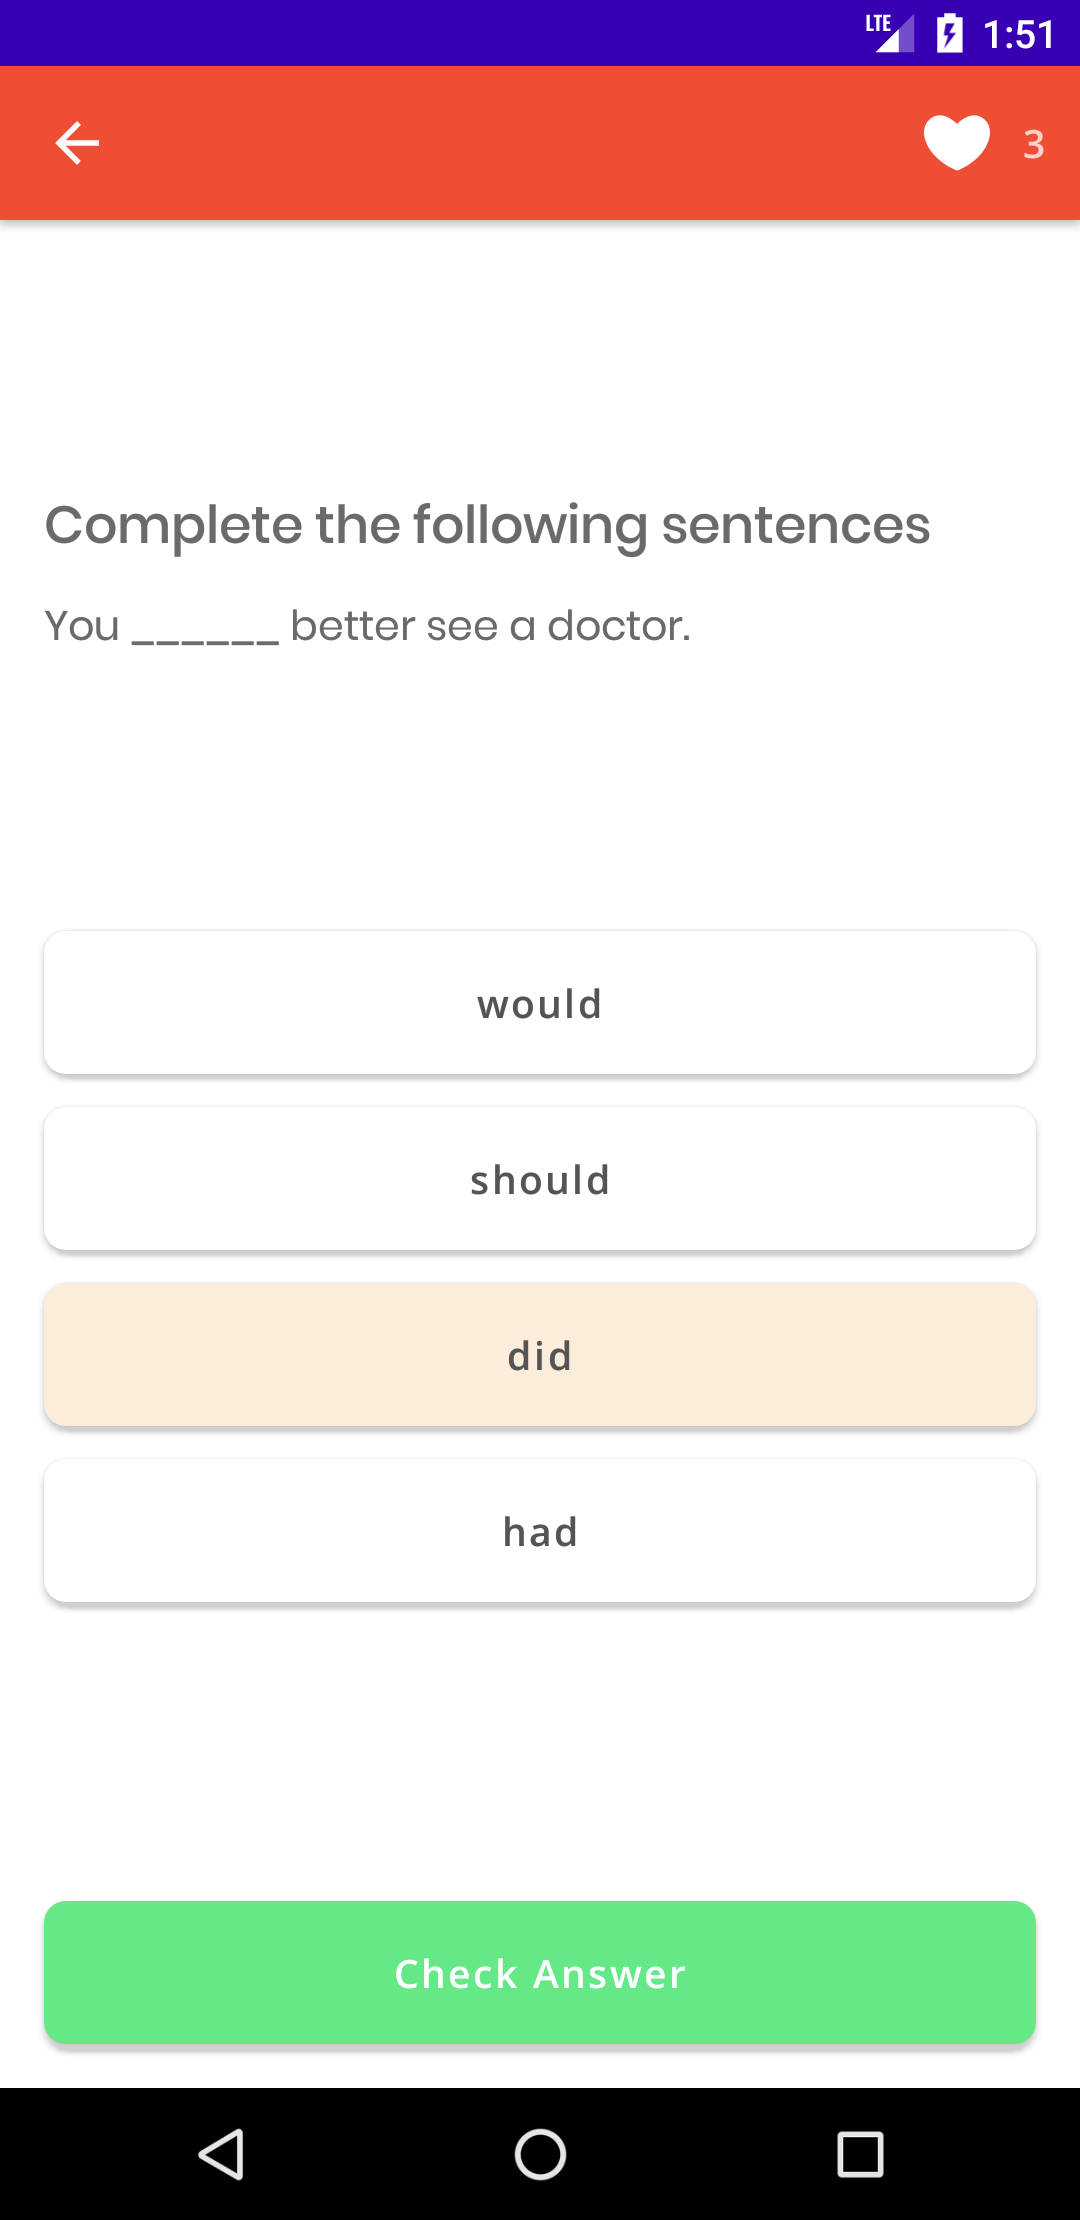 LTE 1:51
3
Complete the following sentences
You ______ better see a doctor.
would
should
did
had
Check Answer